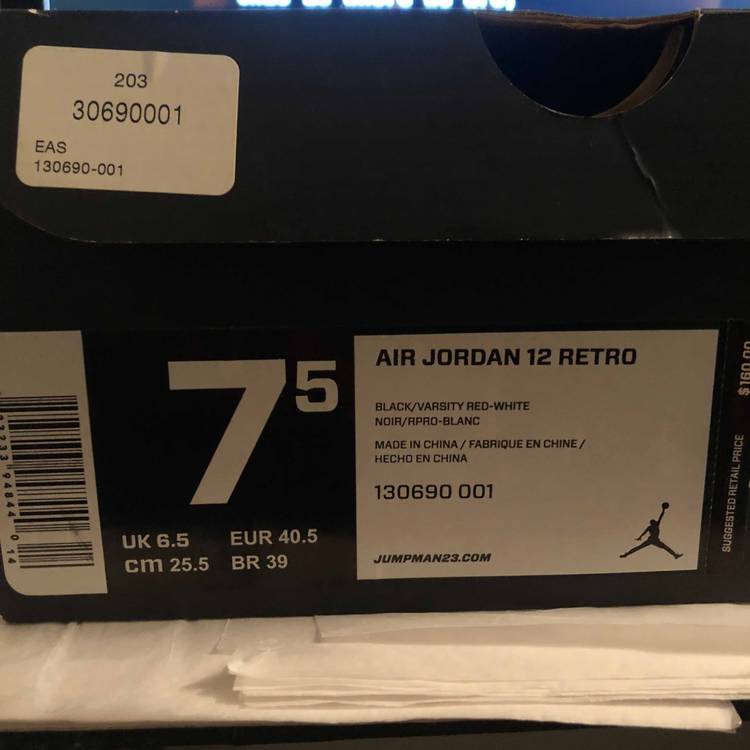 203
30690001
EAS
130690-001
7 5
UK 6.5 EUR 40.5
cm 25.5 BR 39
AIR JORDAN 12 RETRO
BLACK/VARSITY RED-WHITE
NOIR/RPRO-BLANC
MADE IN CHINA / FABRIQUE EN CHINE /
HECHO EN CHINA
130690 001
JUMPMAN23.COM
SUGGESTED RETAIL PRICE
$160.00